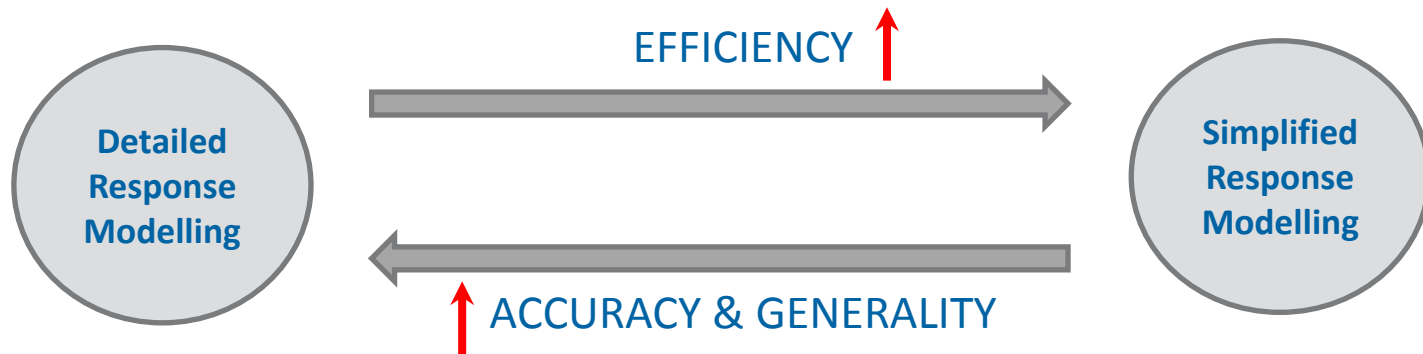 EFFICIENCY
Detailed
Response
Modelling
Simplified
Response
Modelling
ACCURACY & GENERALITY